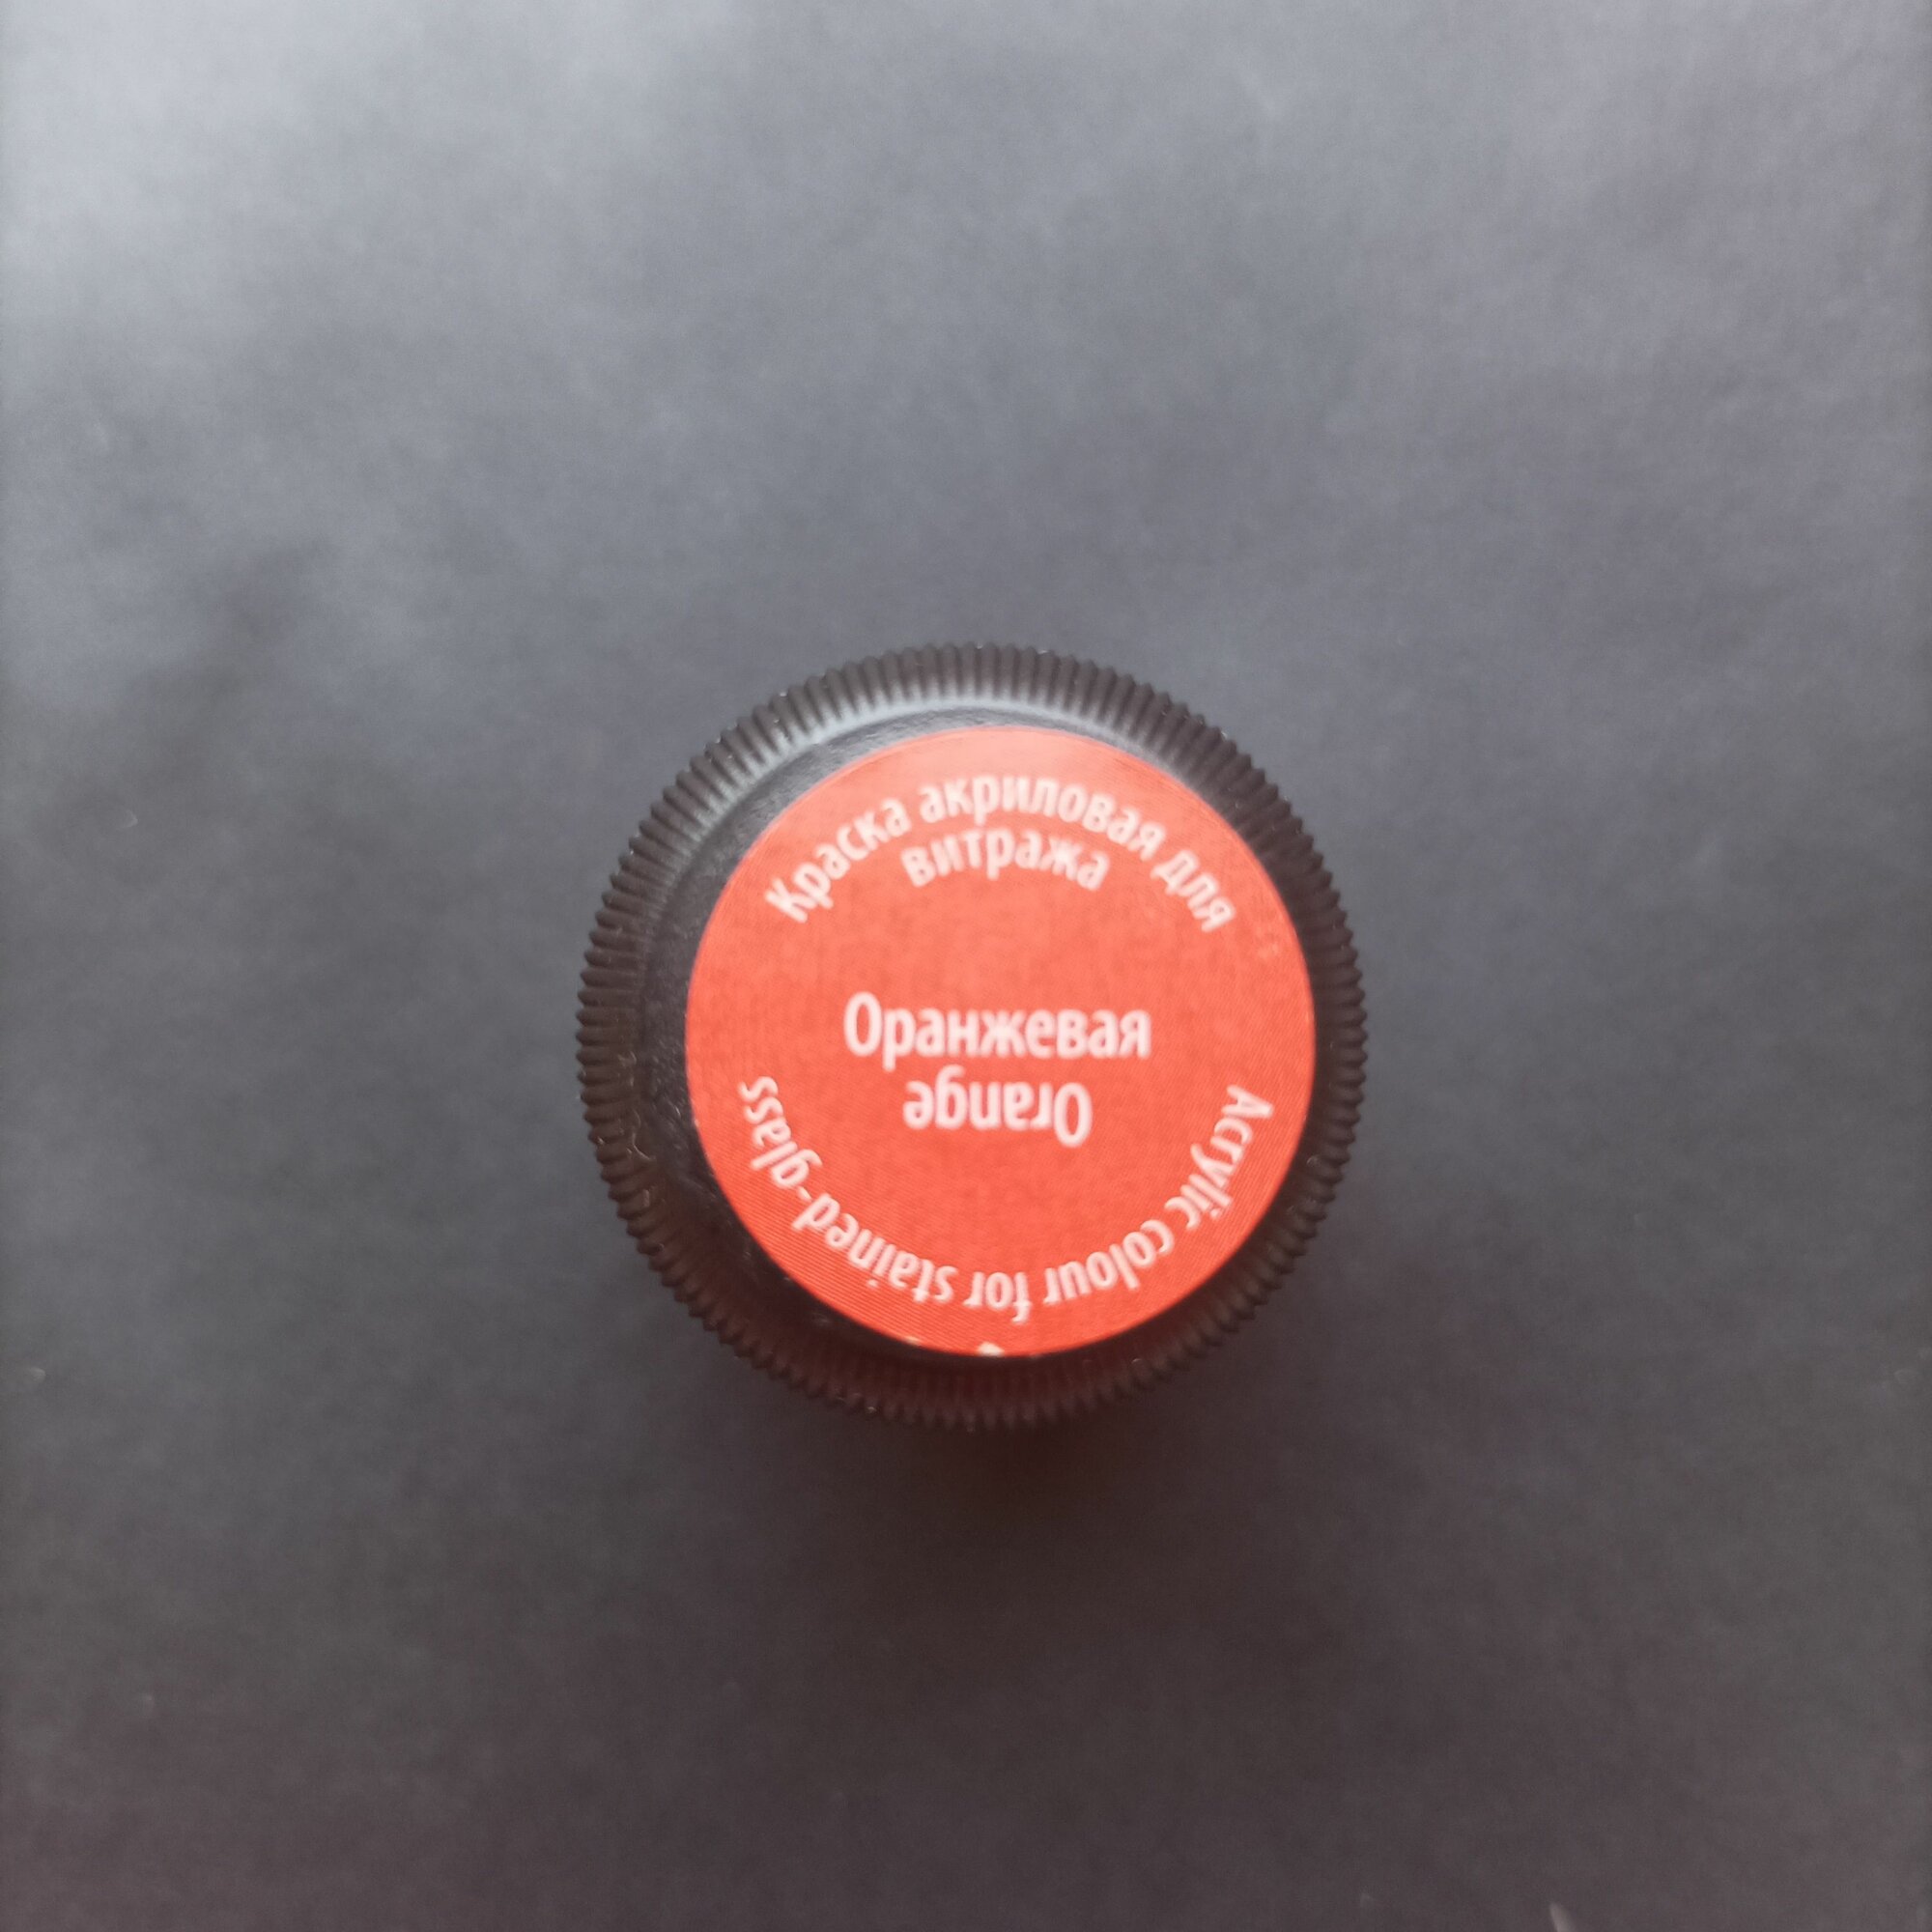 Краска акриловая для
витража
Оранжевая
Orange
Acrylic colour for stained-glass